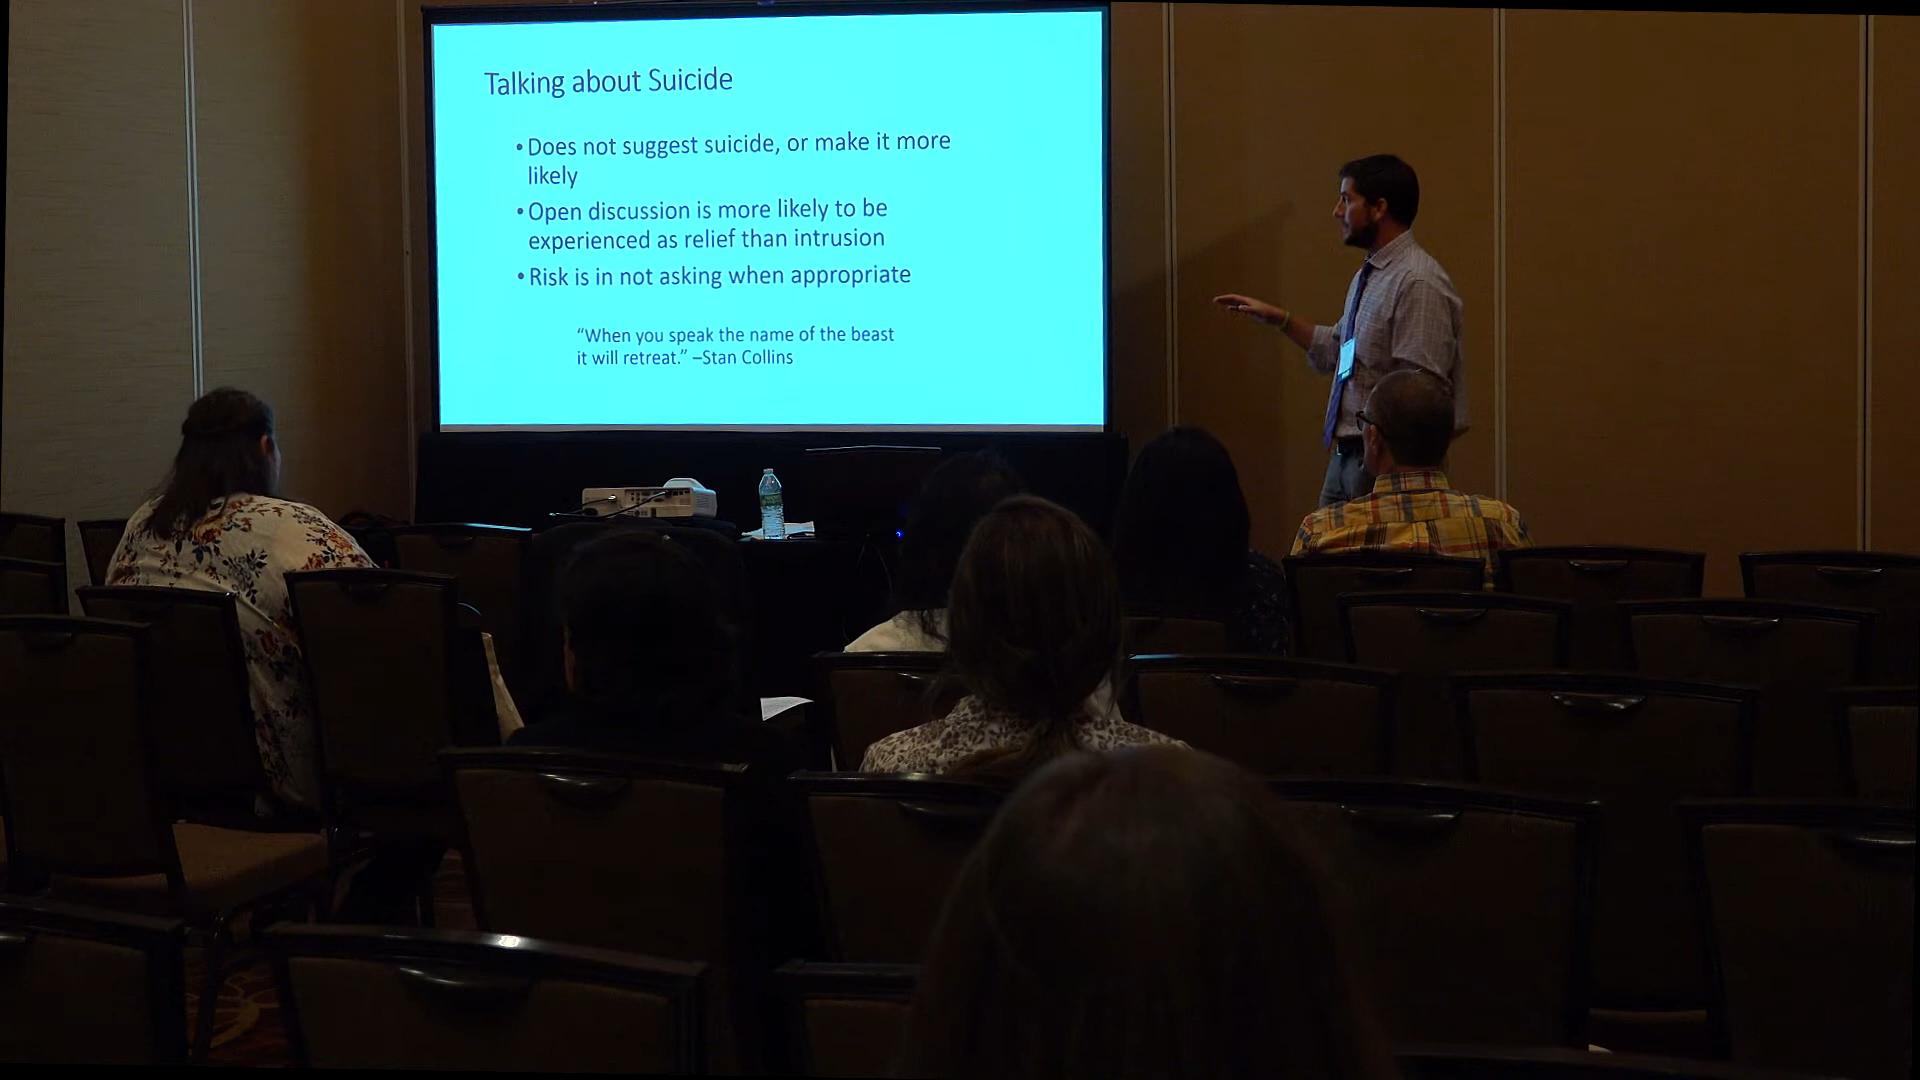 Talking about Suicide
• Does not suggest suicide, or make it more
likely
• Open discussion is more likely to be
experienced as relief than intrusion
• Risk is in not asking when appropriate
“When you speak the name of the beast
it will retreat.” –Stan Collins